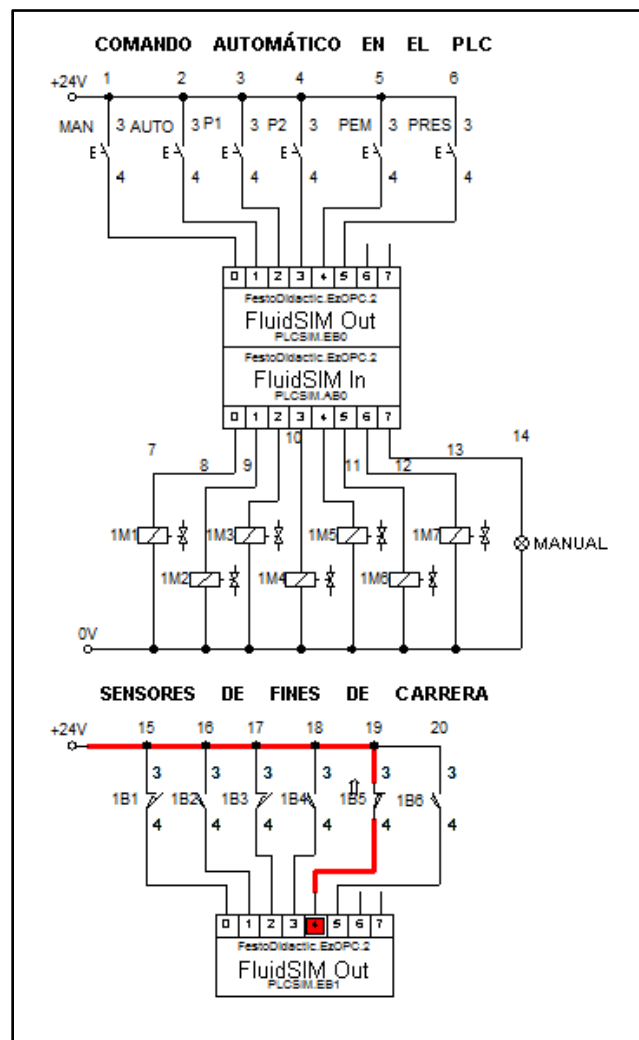 COMANDO AUTOMÁTICO EN EL PLC
+24V 1 2 3 4 5 6
MAN 3 AUTO 3 P1 3 P2 3 PEM 3 PRES 3
4 4 4 4 4 4
0 1 2 3 4 5 6 7
FestoDidactic.EzOPC.2
FluidSIM Out
PLCSIM.EB0
FestoDidactic.EzOPC.2
FluidSIM In
PLCSIM.AB0
0 1 2 3 4 5 6 7
7 8 9 10 11 12 13 14
1M1 1M3 1M5 1M7 MANUAL
1M2 1M4 1M6
0V
SENSORES DE FINES DE CARRERA
+24V 15 16 17 18 19 20
3 3 3 3 3 3
1B1 1B2 1B3 1B4 1B5 1B6
4 4 4 4 4 4
0 1 2 3 4 5 6 7
FestoDidactic.EzOPC.2
FluidSIM Out
PLCSIM.EB1